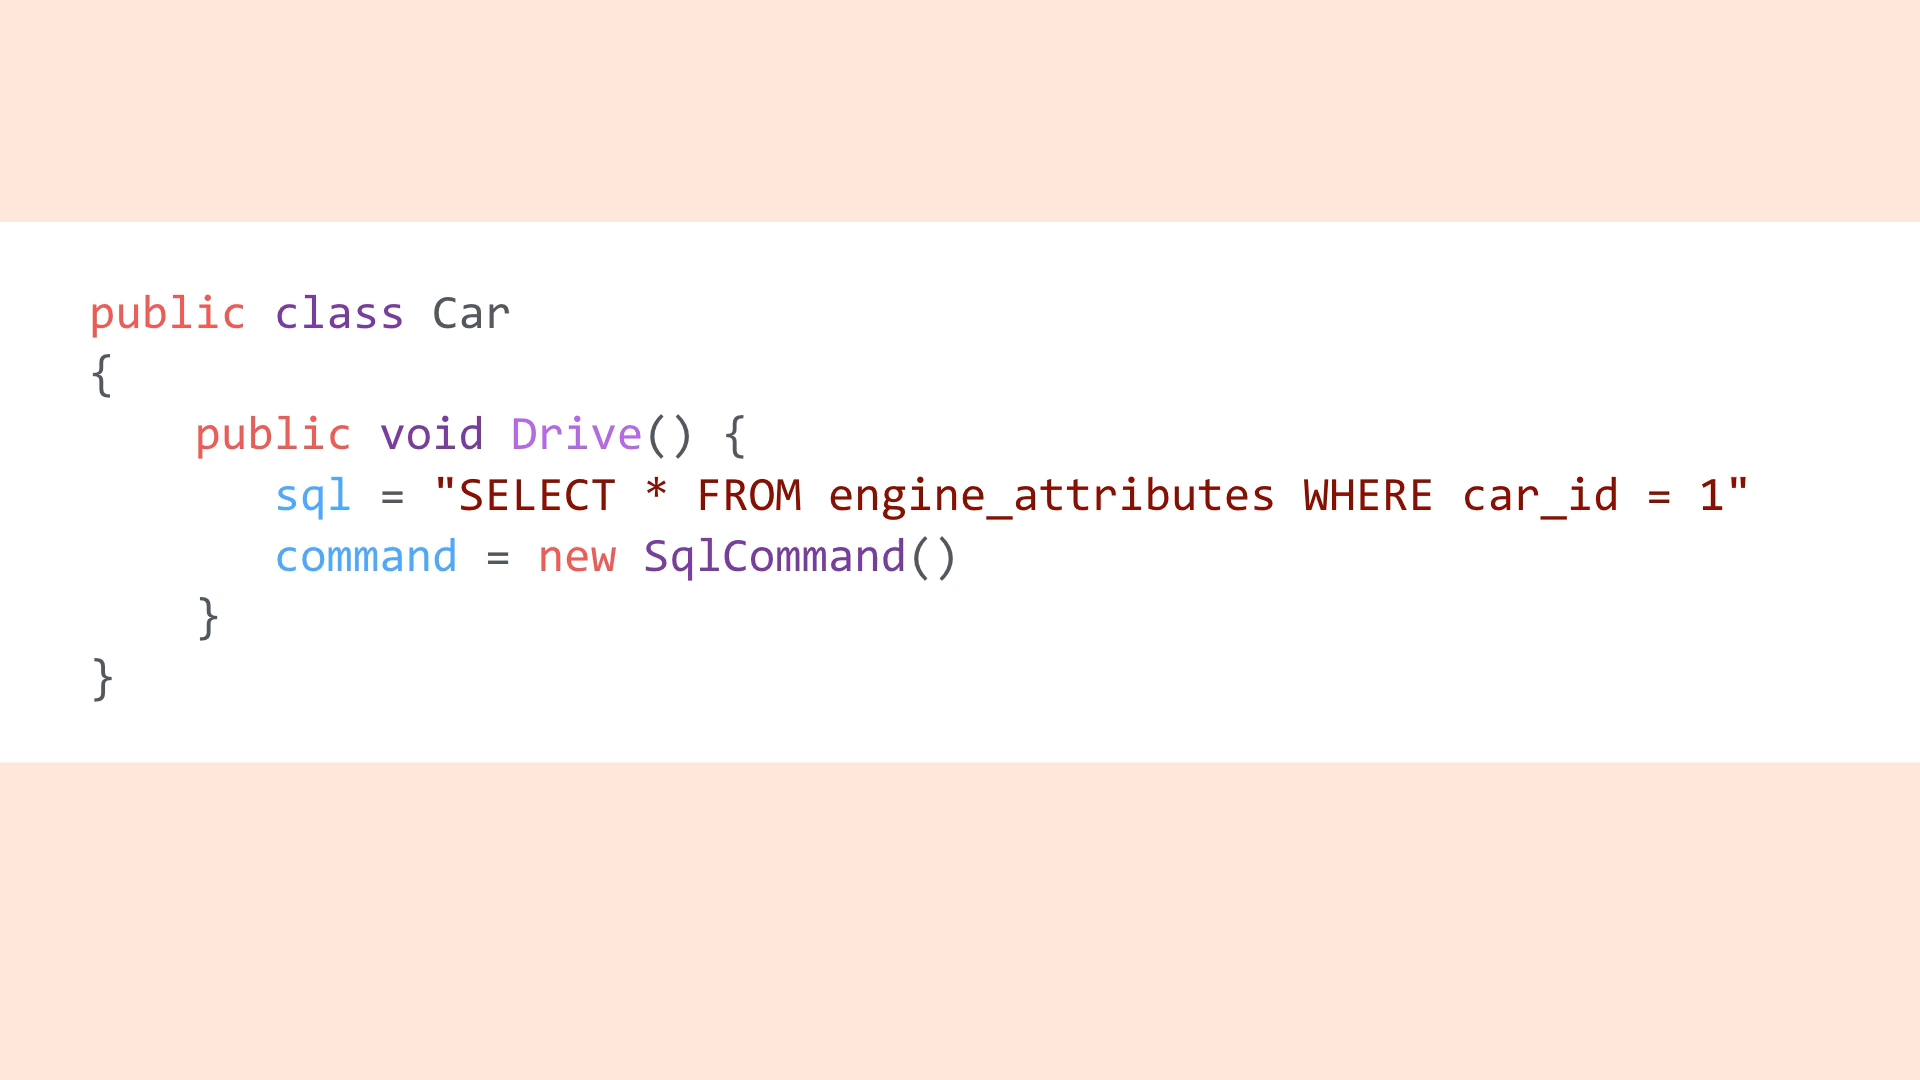 public class Car
{
    public void Drive() {
       sql = "SELECT * FROM engine_attributes WHERE car_id = 1"
       command = new SqlCommand()
    }
}